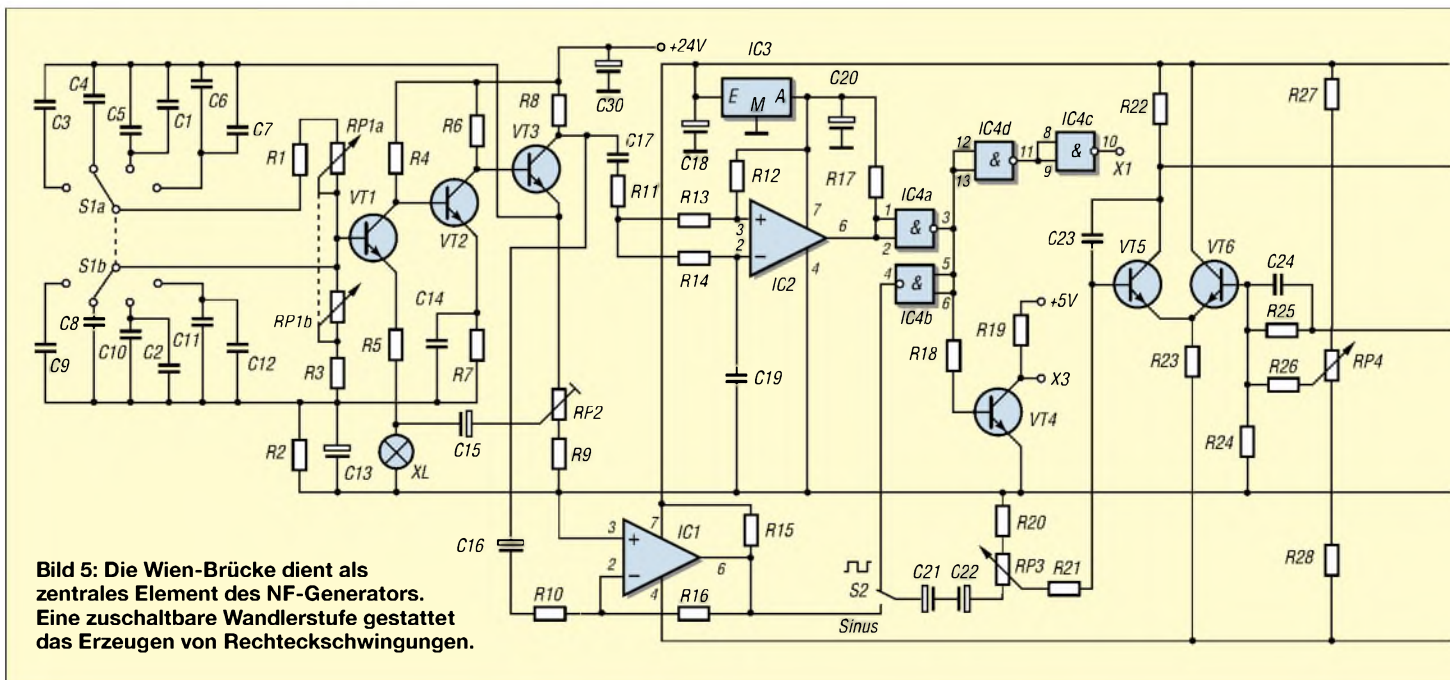 +24V
IC3
C30
C4
C5
C1
C6
C3
C7
R1
RP1a
R4
R6
R8
VT3
C17
C18
E
M
A
C20
R12
R17
IC4d
12
13
&
11
IC4c
8
9
&
10
X1
R22
R27
S1a
VT1
VT2
R11
R13
R14
+
3
2
−
7
6
4
IC2
IC4a
1
2
&
3
4
&
5
6
IC4b
C23
VT5
VT6
C24
R25
S1b
RP1b
C14
R5
R7
C8
C10
C2
C11
C12
C9
R3
C19
R18
R19
+5V
X3
VT4
R23
R26
RP4
R24
R2
C13
XL
C15
RP2
R9
C16
3
+
2
−
7
IC1
6
4
R15
R10
R16
S2
Sinus
C21
C22
R20
RP3
R21
R28
Bild 5: Die Wien-Brücke dient als
zentrales Element des NF-Generators.
Eine zuschaltbare Wandlerstufe gestattet
das Erzeugen von Rechteckschwingungen.